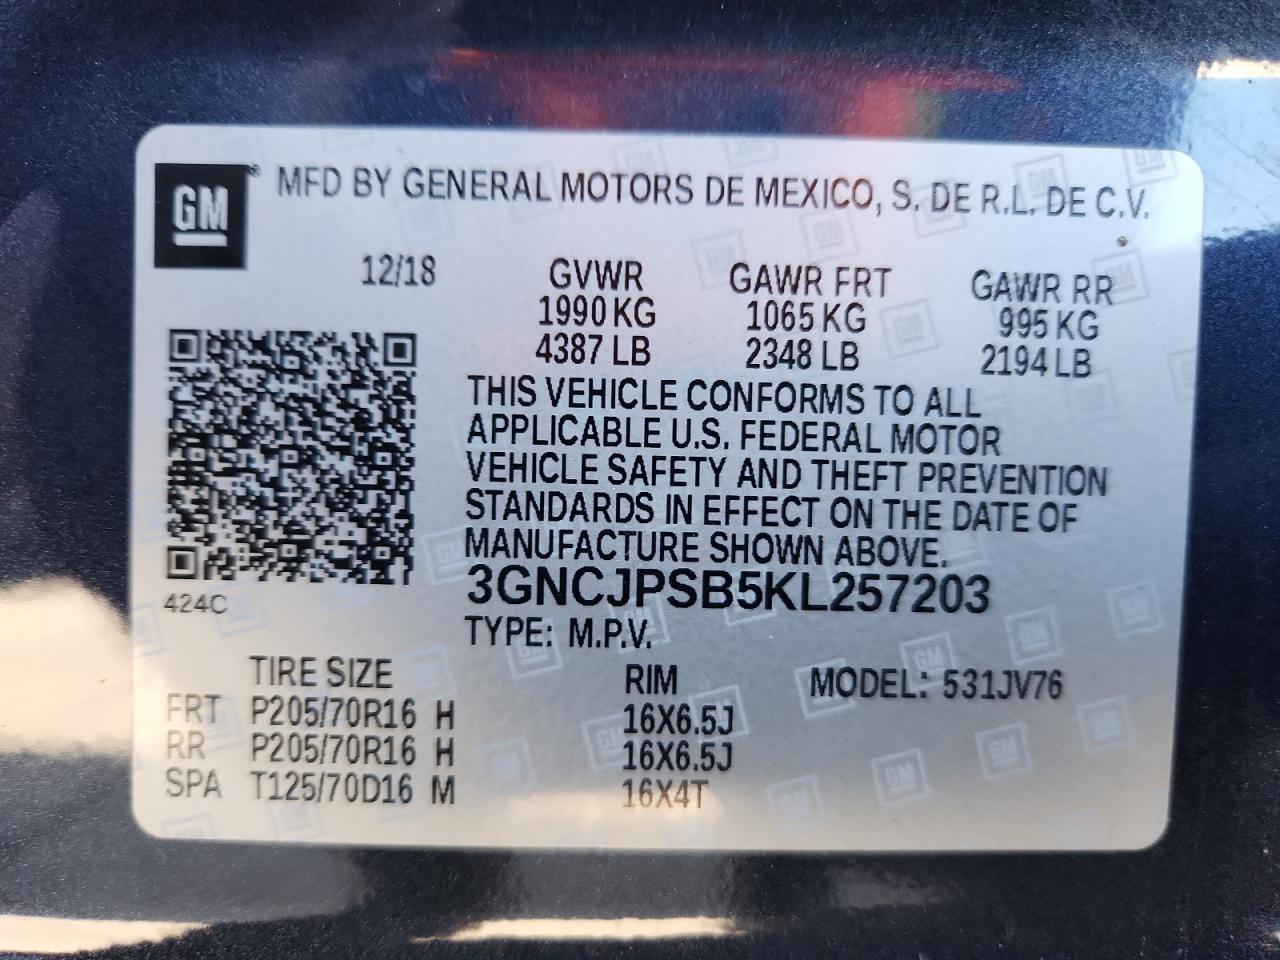 GM ® MFD BY GENERAL MOTORS DE MEXICO, S. DE R.L. DE C.V.
12/18 GVWR GAWR FRT GAWR RR
1990 KG 1065 KG 995 KG
4387 LB 2348 LB 2194 LB
THIS VEHICLE CONFORMS TO ALL
APPLICABLE U.S. FEDERAL MOTOR
VEHICLE SAFETY AND THEFT PREVENTION
STANDARDS IN EFFECT ON THE DATE OF
MANUFACTURE SHOWN ABOVE.
3GNCJPSB5KL257203
424C
TYPE: M.P.V.
TIRE SIZE RIM MODEL: 531JV76
FRT P205/70R16 H 16X6.5J
RR P205/70R16 H 16X6.5J
SPA T125/70D16 M 16X4T